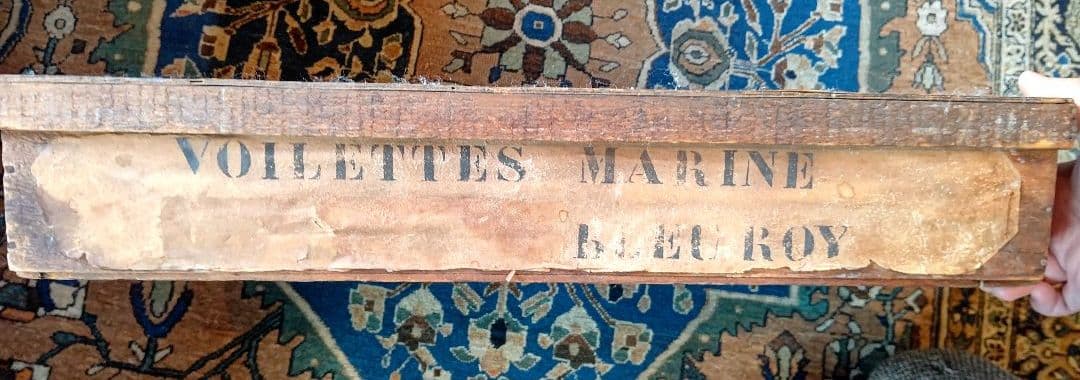 VOILETTES MARINE
BLEU ROY